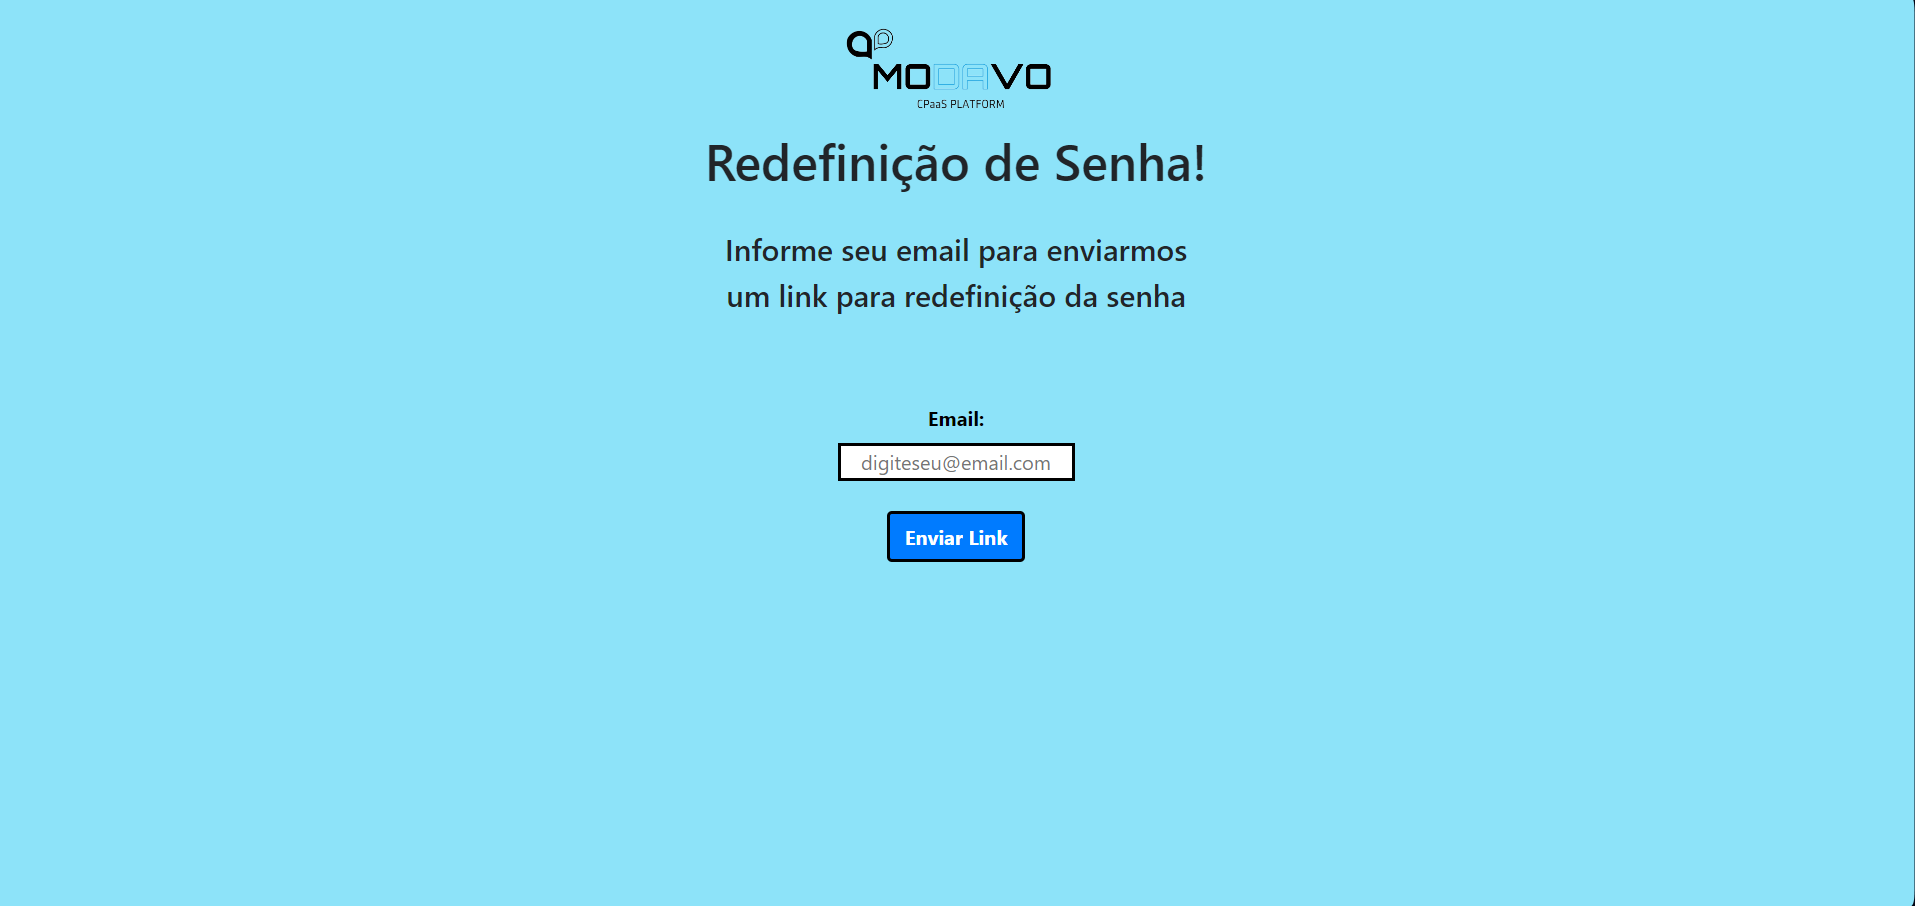 MODAVO
CPaaS PLATFORM
Redefinição de Senha!
Informe seu email para enviarmos
um link para redefinição da senha
Email:
digiteseu@email.com
Enviar Link